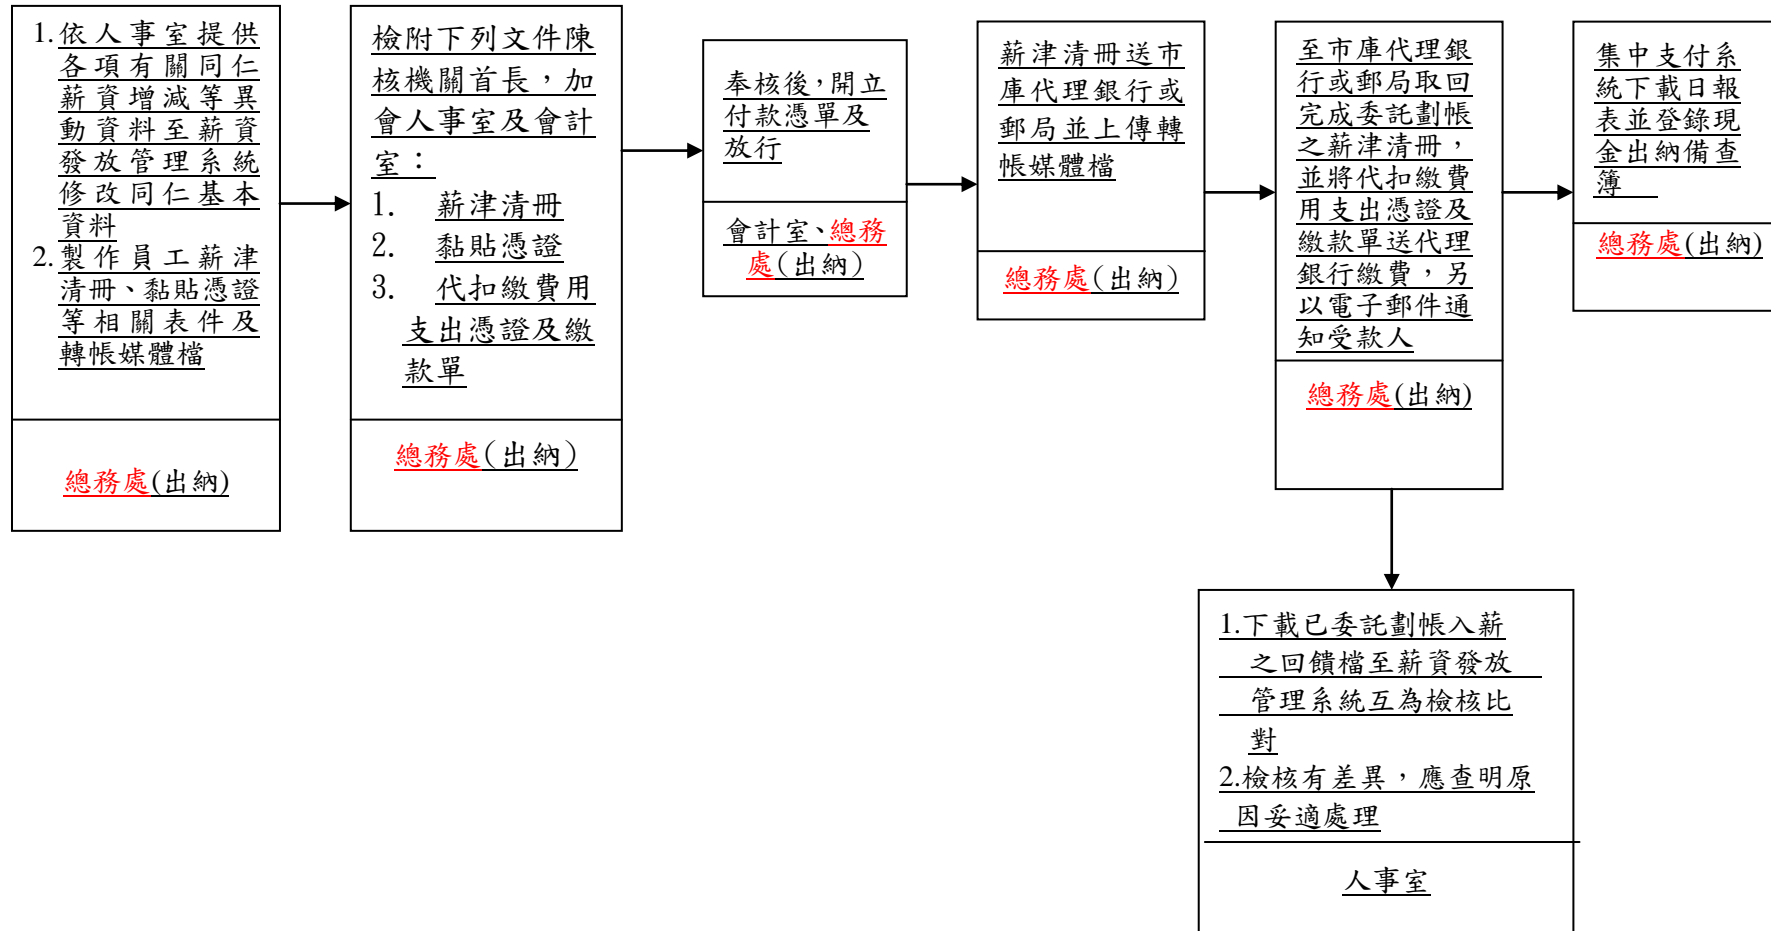 1.依人事室提供
各項有關同仁
薪資增減等異
動資料至薪資
發放管理系統
修改同仁基本
資料
2.製作員工薪津
清冊、黏貼憑證
等相關表件及
轉帳媒體檔
總務處(出納)
檢附下列文件陳
核機關首長，加
會人事室及會計
室：
1. 薪津清冊
2. 黏貼憑證
3. 代扣繳費用
支出憑證及繳
款單
總務處(出納)
奉核後，開立
付款憑單及
放行
會計室、總務
處(出納)
薪津清冊送市
庫代理銀行或
郵局並上傳轉
帳媒體檔
總務處(出納)
至市庫代理銀
行或郵局取回
完成委託劃帳
之薪津清冊，
並將代扣繳費
用支出憑證及
繳款單送代理
銀行繳費，另
以電子郵件通
知受款人
總務處(出納)
集中支付系
統下載日報
表並登錄現
金出納備查
簿
總務處(出納)
1.下載已委託劃帳入薪
之回饋檔至薪資發放
管理系統互為檢核比
對
2.檢核有差異，應查明原
因妥適處理
人事室